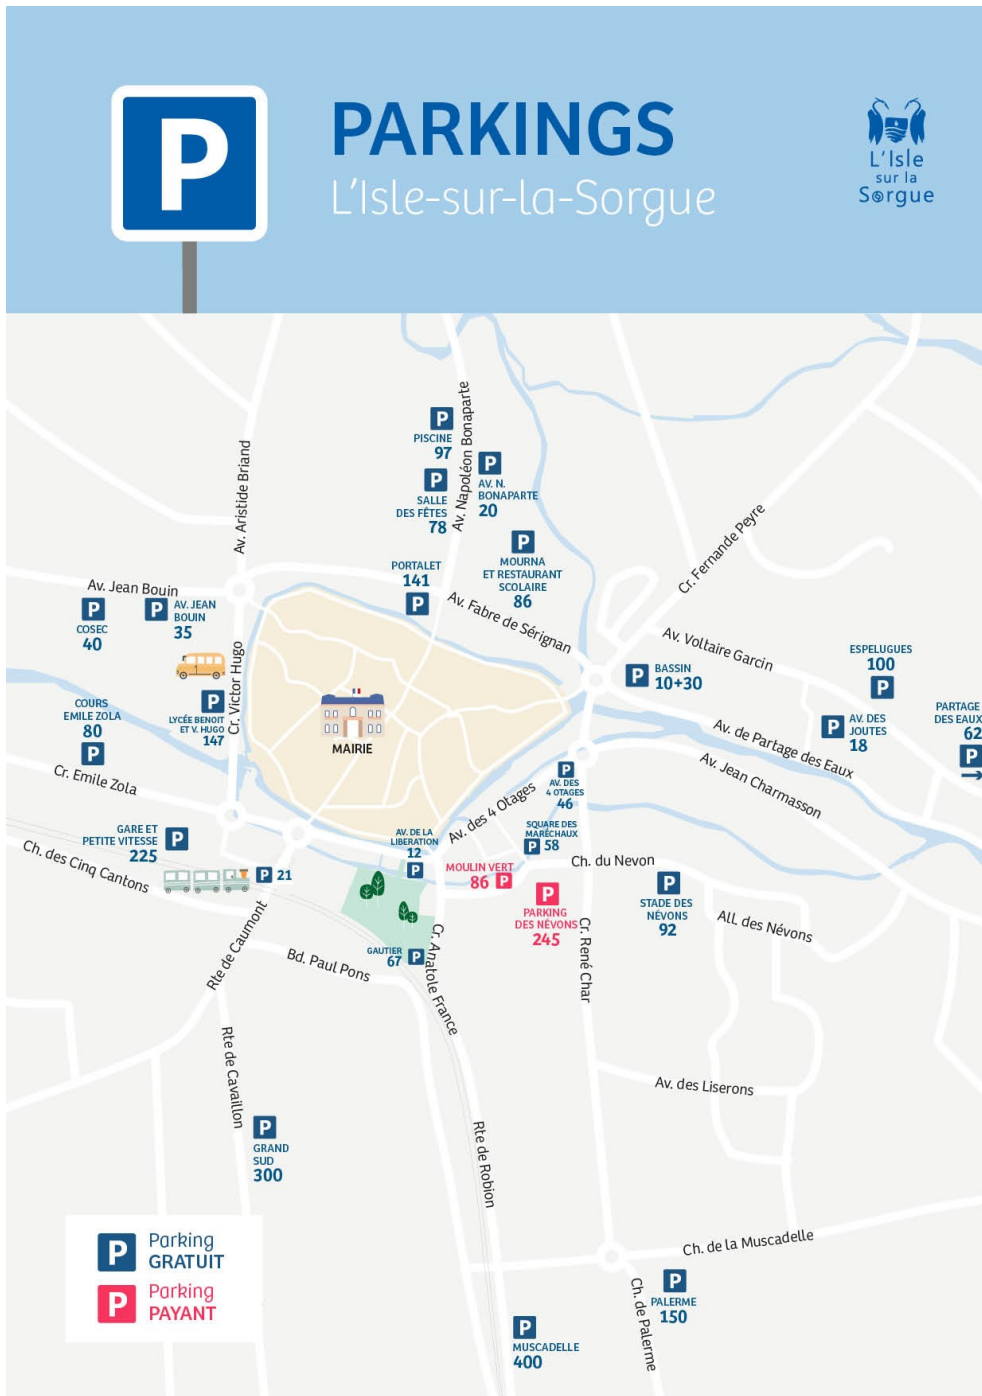 P
PARKINGS
L'Isle-sur-la-Sorgue
L'Isle
sur la
Sorgue
Av. Napoléon Bonaparte
P
PISCINE
97
P
SALLE
DES FÊTES
78
P
AV. N.
BONAPARTE
20
Av. Aristide Briand
P
MOURNA
ET RESTAURANT
SCOLAIRE
86
Cr. Fernande Peyre
PORTALET
141
P
Av. Fabre de Sérignan
Av. Jean Bouin
P
COSEC
40
P
AV. JEAN
BOUIN
35
Av. Voltaire Garcin
P
BASSIN
10+30
ESPELUGUES
100
P
Cr. Victor Hugo
P
LYCÉE BENOIT
ET V. HUGO
147
COURS
EMILE ZOLA
80
P
MAIRIE
P
AV. DES
JOUTES
18
PARTAGE
DES EAUX
62
P
Av. de Partage des Eaux
Av. Jean Charmasson
Cr. Emile Zola
P
AV. DES
4 OTAGES
46
Av. des 4 Otages
GARE ET
PETITE VITESSE
225
P
Ch. des Cinq Cantons
AV. DE LA
LIBERATION
12
P
SQUARE DES
MARÉCHAUX
P 58
Ch. du Nevon
P 21
MOULIN VERT
86 P
P
PARKING
DES NÉVONS
245
P
STADE DES
NÉVONS
92
All. des Névons
Cr. René Char
Rte de Caumont
Bd. Paul Pons
GAUTIER
67 P
Cr. Anatole France
Rte de Cavaillon
Av. des Liserons
P
GRAND
SUD
300
Rte de Robion
Ch. de la Muscadelle
P
PALERME
150
Ch. de Palerme
P
MUSCADELLE
400
P Parking
GRATUIT
P Parking
PAYANT